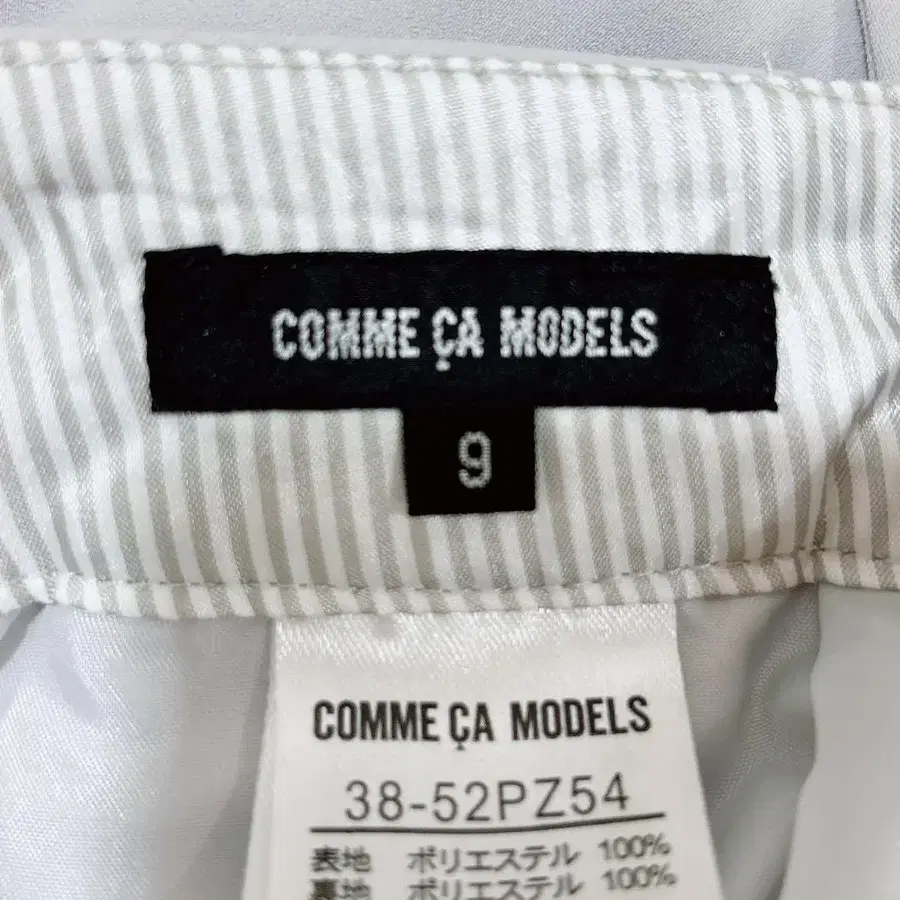 COMME ÇA MODELS
9
COMME ÇA MODELS
38-52PZ54
表地 ポリエステル 100%
裏地 ポリエステル 100%